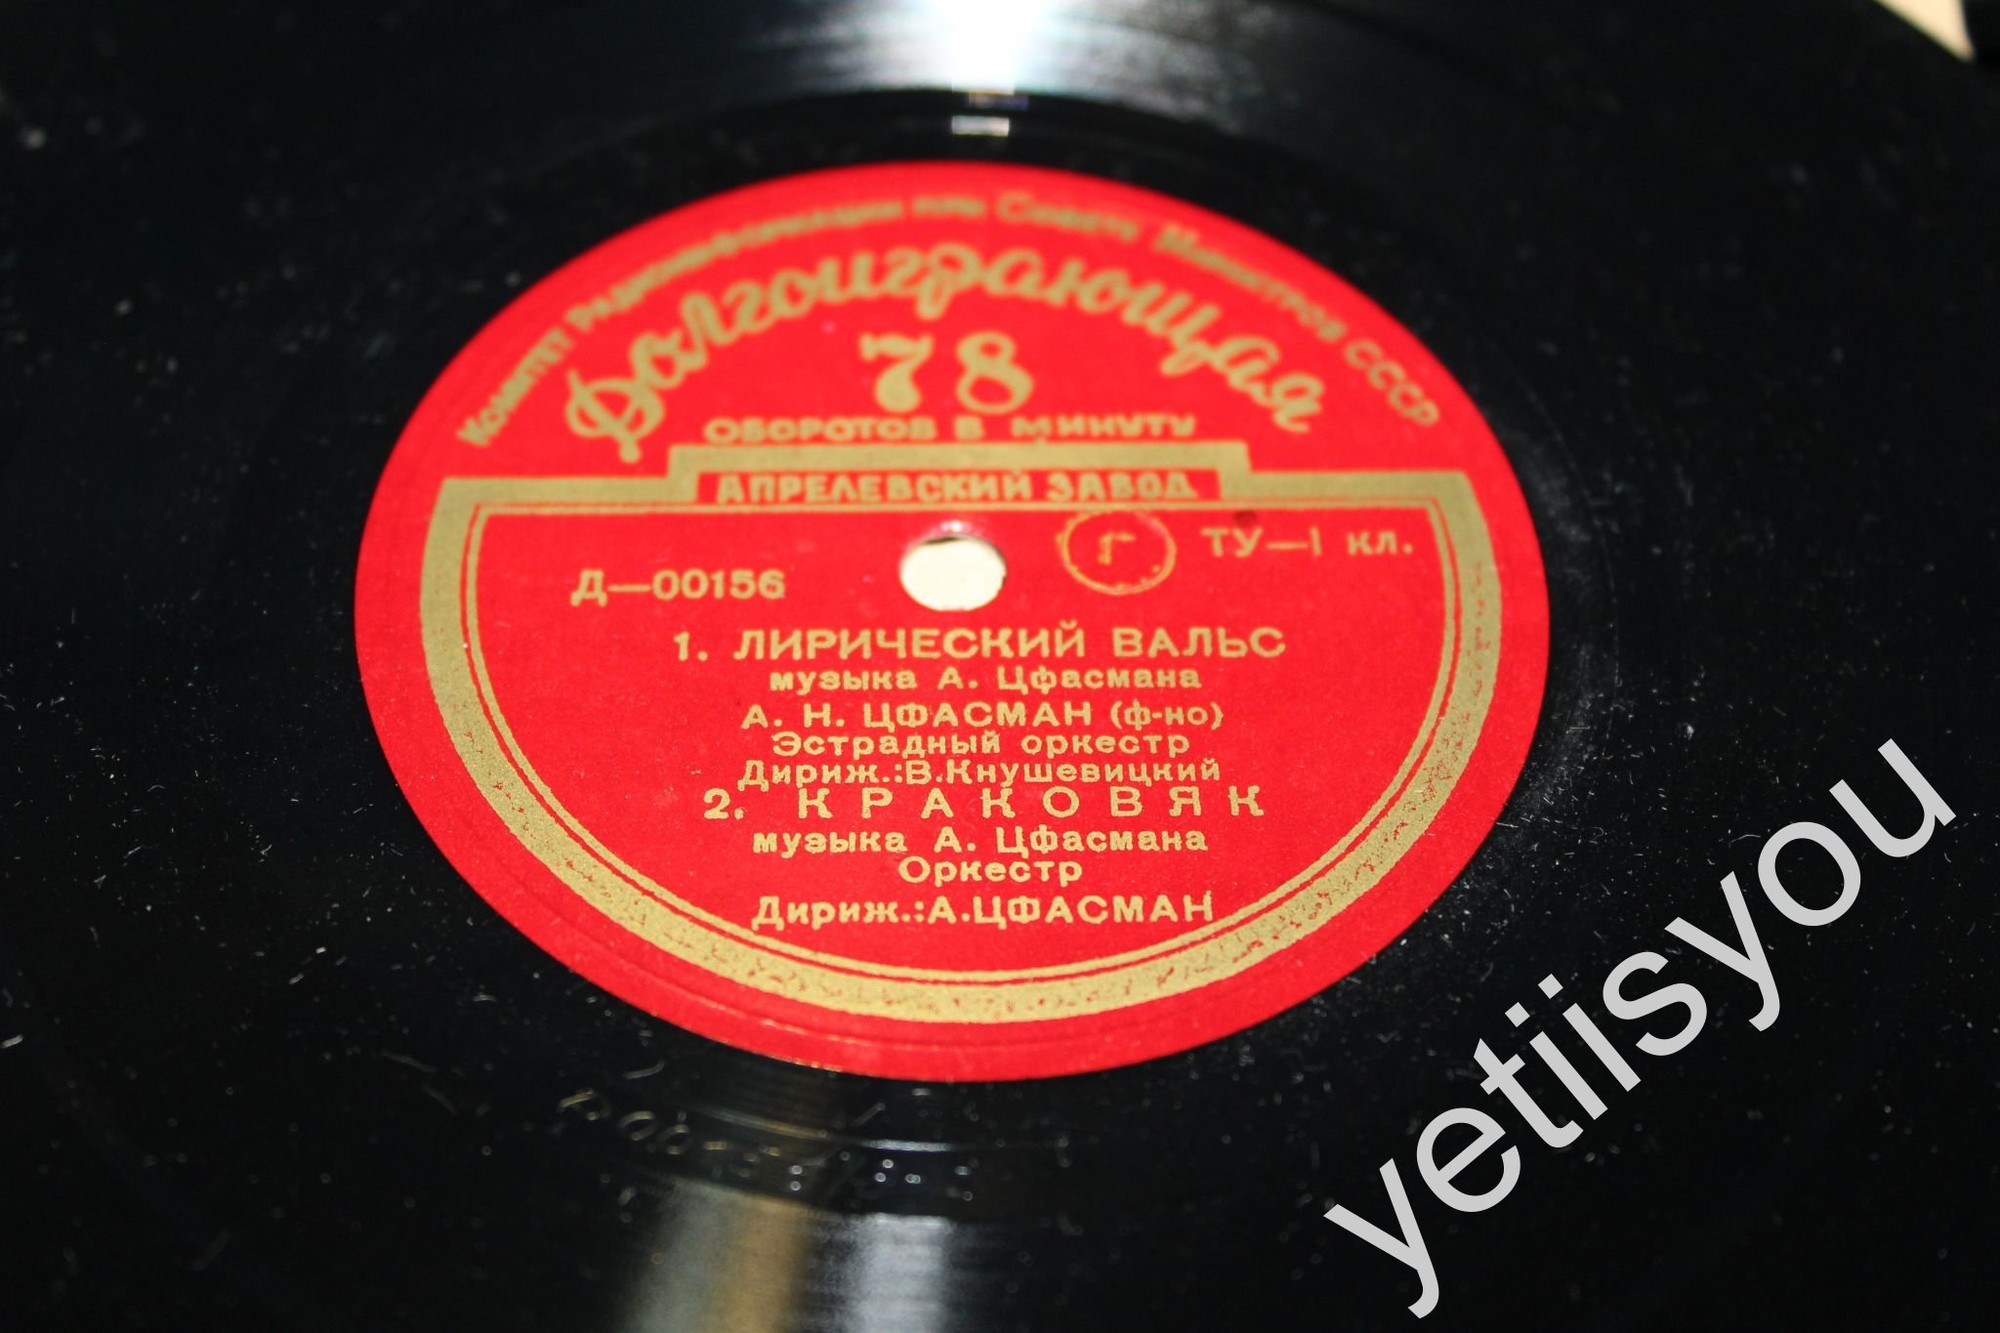 Комитет Радиоинформации при Совете Министров СССР
Долгоиграющая
78
ОБОРОТОВ В МИНУТУ
АПРЕЛЕВСКИЙ ЗАВОД
Г
ТУ—I кл.
Д—00156
1. ЛИРИЧЕСКИЙ ВАЛЬС
музыка А. Цфасмана
А. Н. ЦФАСМАН (ф-но)
Эстрадный оркестр
Дириж.:В.Кнушевицкий
2. КРАКОВЯК
музыка А. Цфасмана
Оркестр
Дириж.:А.ЦФАСМАН
yetiisyou